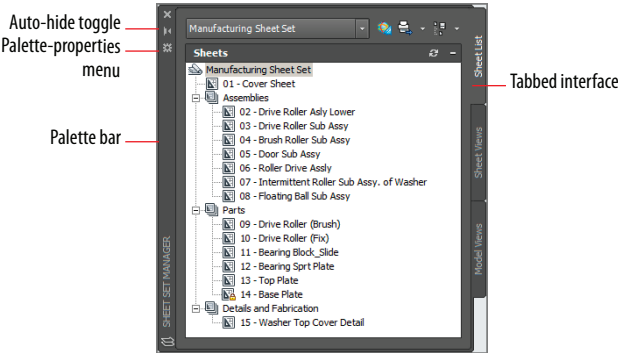 Auto-hide toggle
Palette-properties
menu
Palette bar
Manufacturing Sheet Set
Sheets
Manufacturing Sheet Set
01 - Cover Sheet
Assemblies
02 - Drive Roller Asly Lower
03 - Drive Roller Sub Assy
04 - Brush Roller Sub Assy
05 - Door Sub Assy
06 - Roller Drive Assly
07 - Intermittent Roller Sub Assy. of Washer
08 - Floating Ball Sub Assy
Parts
09 - Drive Roller (Brush)
10 - Drive Roller (Fix)
11 - Bearing Block_Slide
12 - Bearing Sprt Plate
13 - Top Plate
14 - Base Plate
Details and Fabrication
15 - Washer Top Cover Detail
SHEET SET MANAGER
Sheet List
Sheet Views
Model Views
Tabbed interface